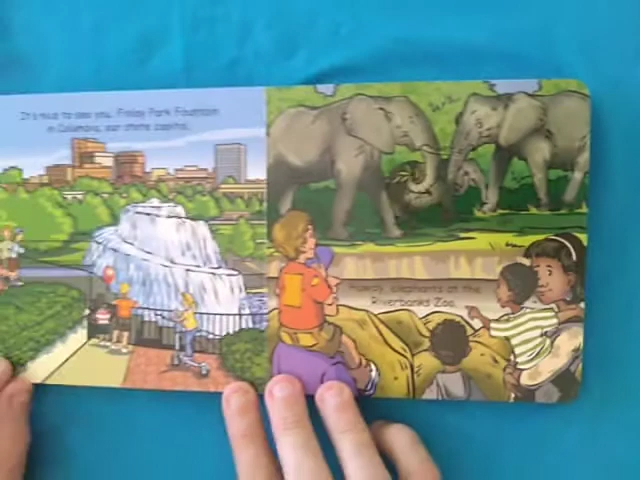 It's nice to see you, Finlay Park Fountain
in Columbia, our state capital.
Howdy, elephants at the
Riverbanks Zoo.